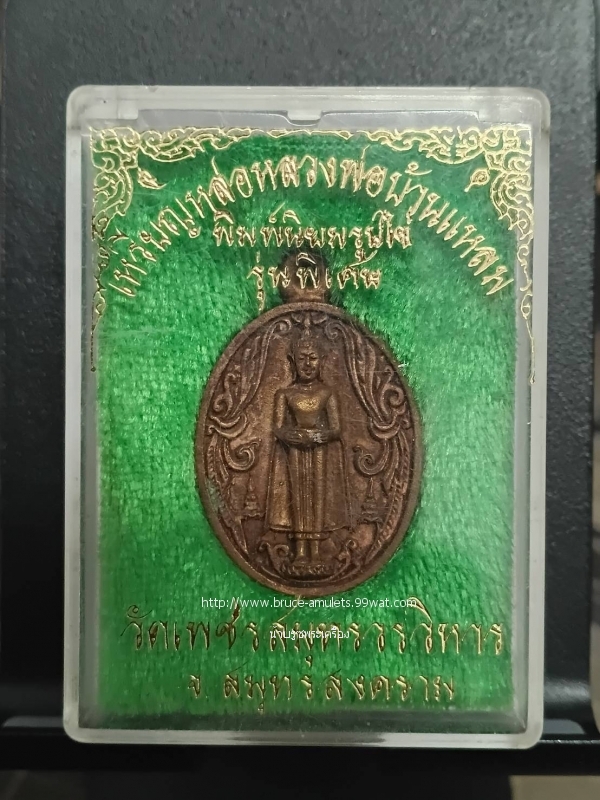 เหรียญหล่อหลวงพ่อบ้านแหลม
พิมพ์นิยมรูปไข่
รุ่นพิเศษ
http://www.bruce-amulets.99wat.com
วัดเพชรสมุทรวรวิหาร
จ. สมุทรสงคราม